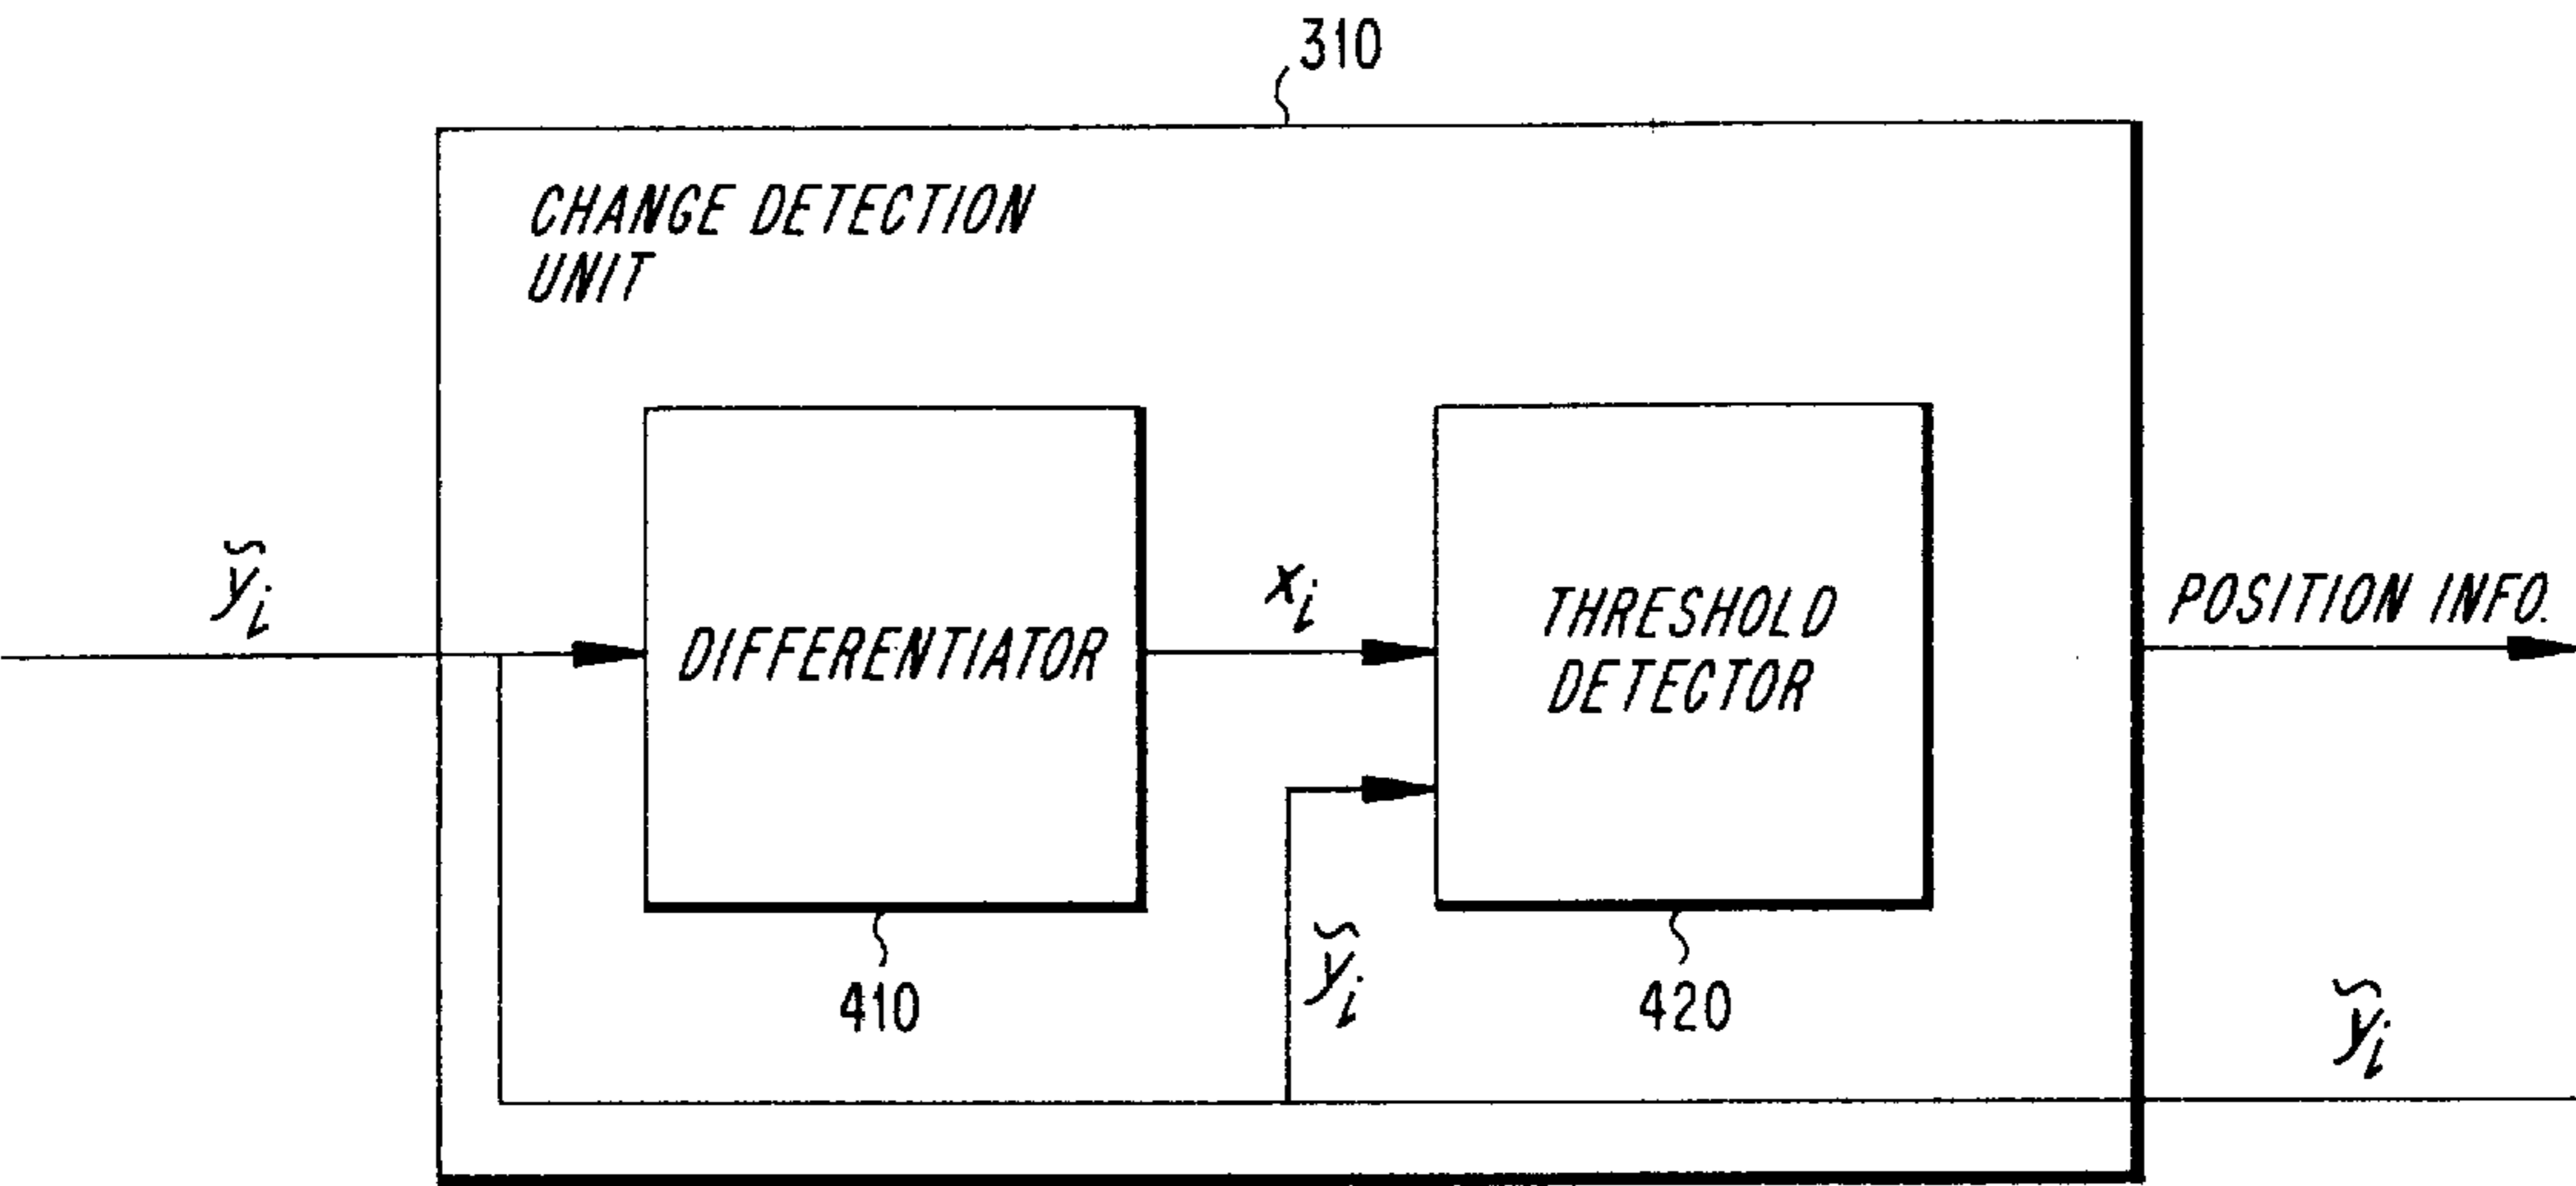 310
CHANGE DETECTION
UNIT
ỹi
DIFFERENTIATOR
xi
THRESHOLD
DETECTOR
POSITION INFO.
410
ỹi
420
ỹi